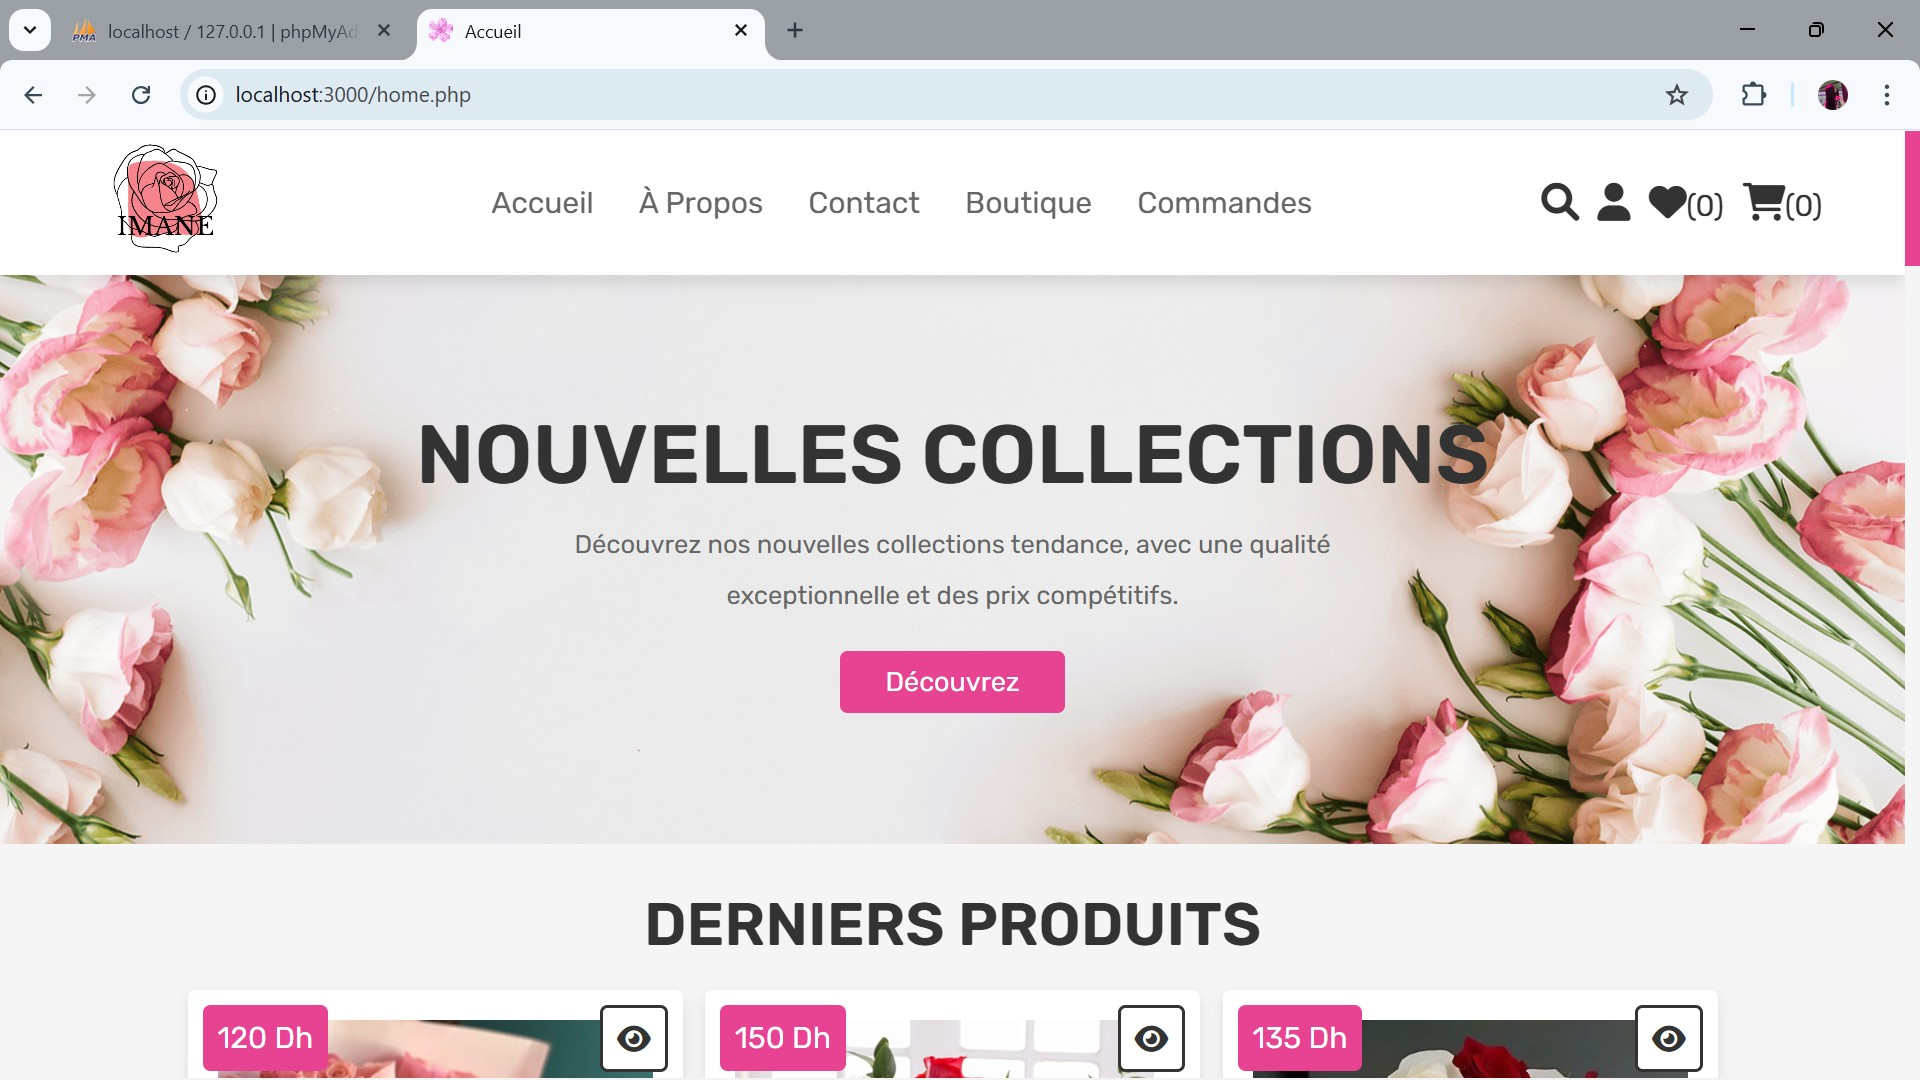 localhost / 127.0.0.1 | phpMyAd
Accueil
localhost:3000/home.php
IMANE
Accueil À Propos Contact Boutique Commandes
(0) (0)
NOUVELLES COLLECTIONS
Découvrez nos nouvelles collections tendance, avec une qualité
exceptionnelle et des prix compétitifs.
Découvrez
DERNIERS PRODUITS
120 Dh 150 Dh 135 Dh